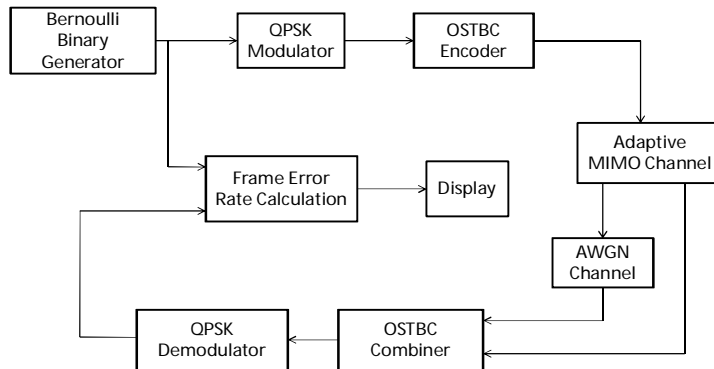 Bernoulli
Binary
Generator
QPSK
Modulator
OSTBC
Encoder
Adaptive
MIMO Channel
Frame Error
Rate Calculation
Display
AWGN
Channel
QPSK
Demodulator
OSTBC
Combiner